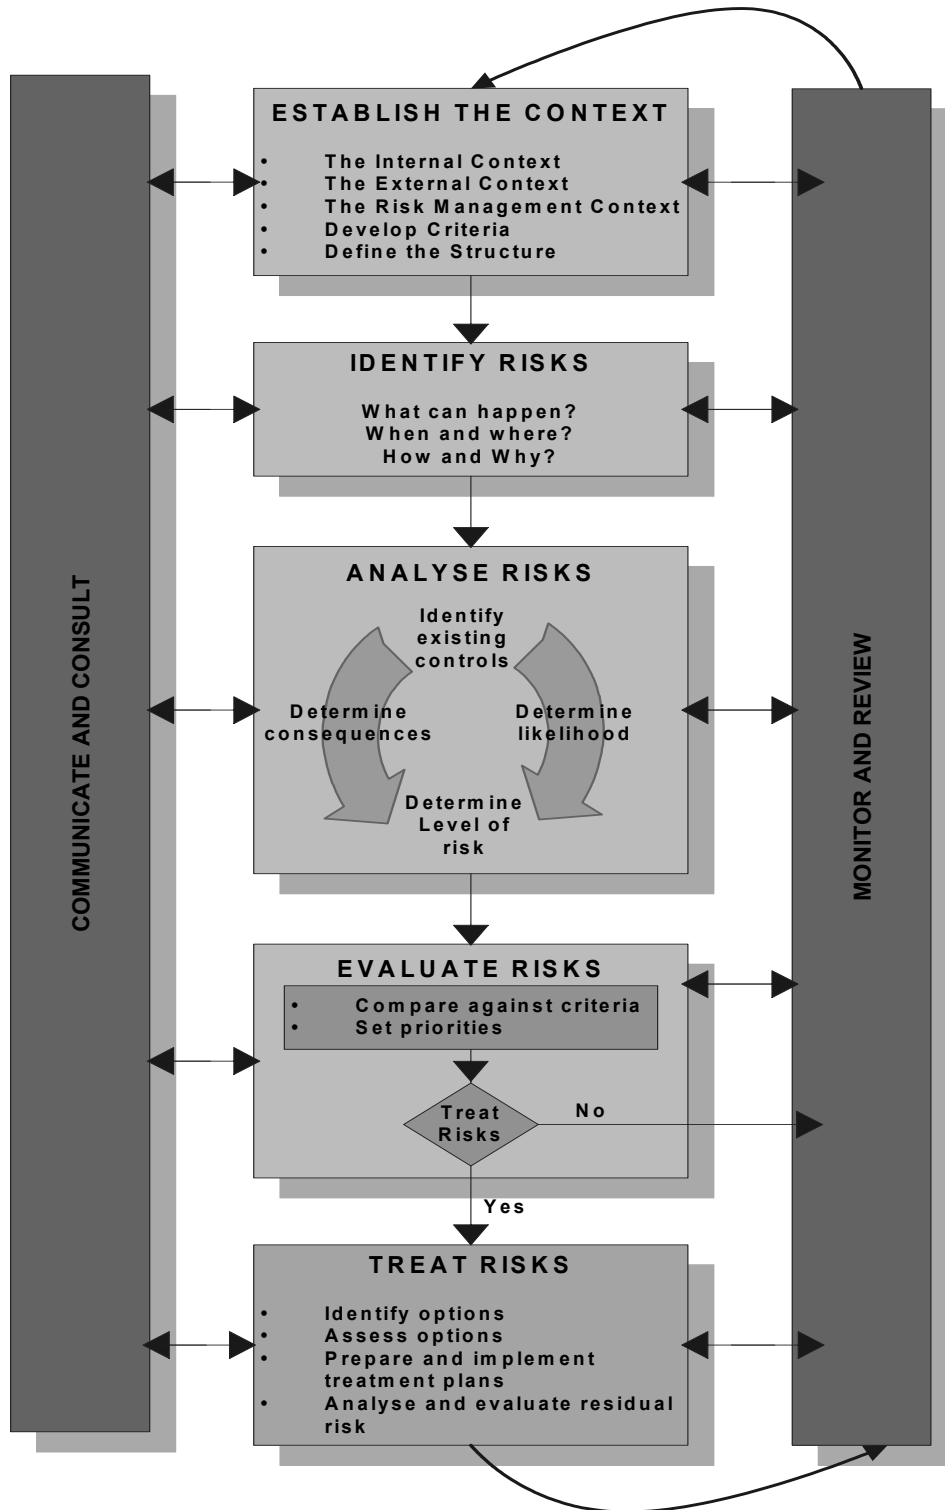 ESTABLISH THE CONTEXT
• The Internal Context
• The External Context
• The Risk Management Context
• Develop Criteria
• Define the Structure
IDENTIFY RISKS
What can happen?
When and where?
How and Why?
ANALYSE RISKS
Identify
existing
controls
Determine
consequences
Determine
likelihood
Determine
Level of
risk
EVALUATE RISKS
• Compare against criteria
• Set priorities
Treat
Risks
No
Yes
TREAT RISKS
• Identify options
• Assess options
• Prepare and implement
treatment plans
• Analyse and evaluate residual
risk
COMMUNICATE AND CONSULT
MONITOR AND REVIEW